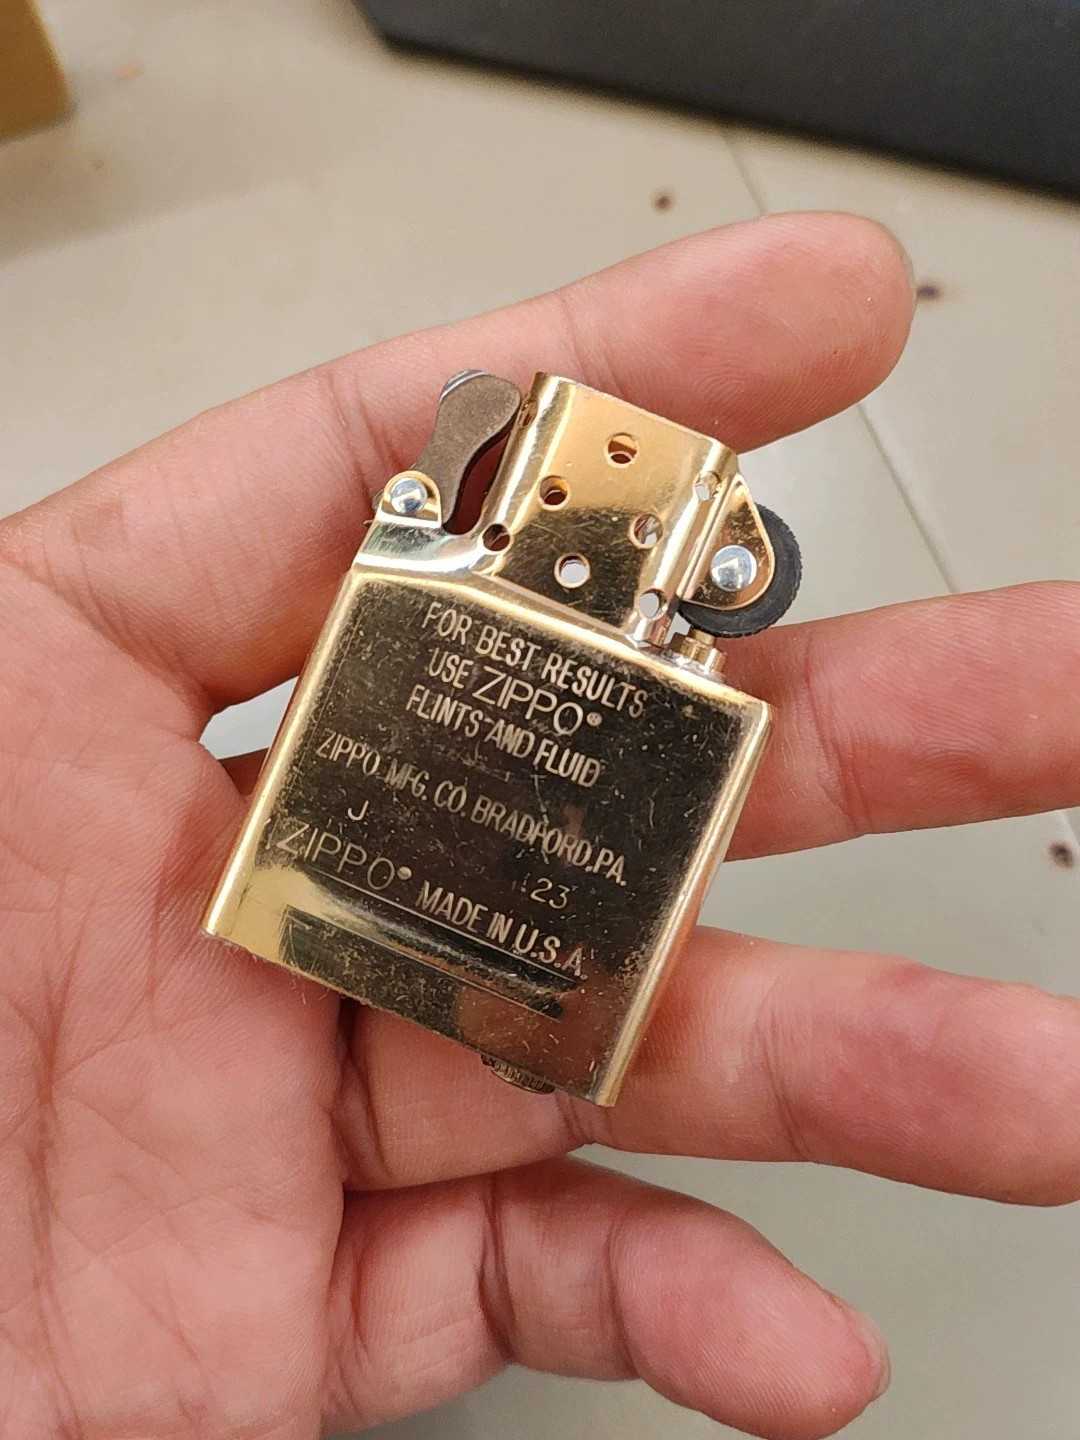 FOR BEST RESULTS
USE ZIPPO®
FLINTS AND FLUID
ZIPPO MFG. CO. BRADFORD, PA.
J 23
ZIPPO® MADE IN U.S.A.